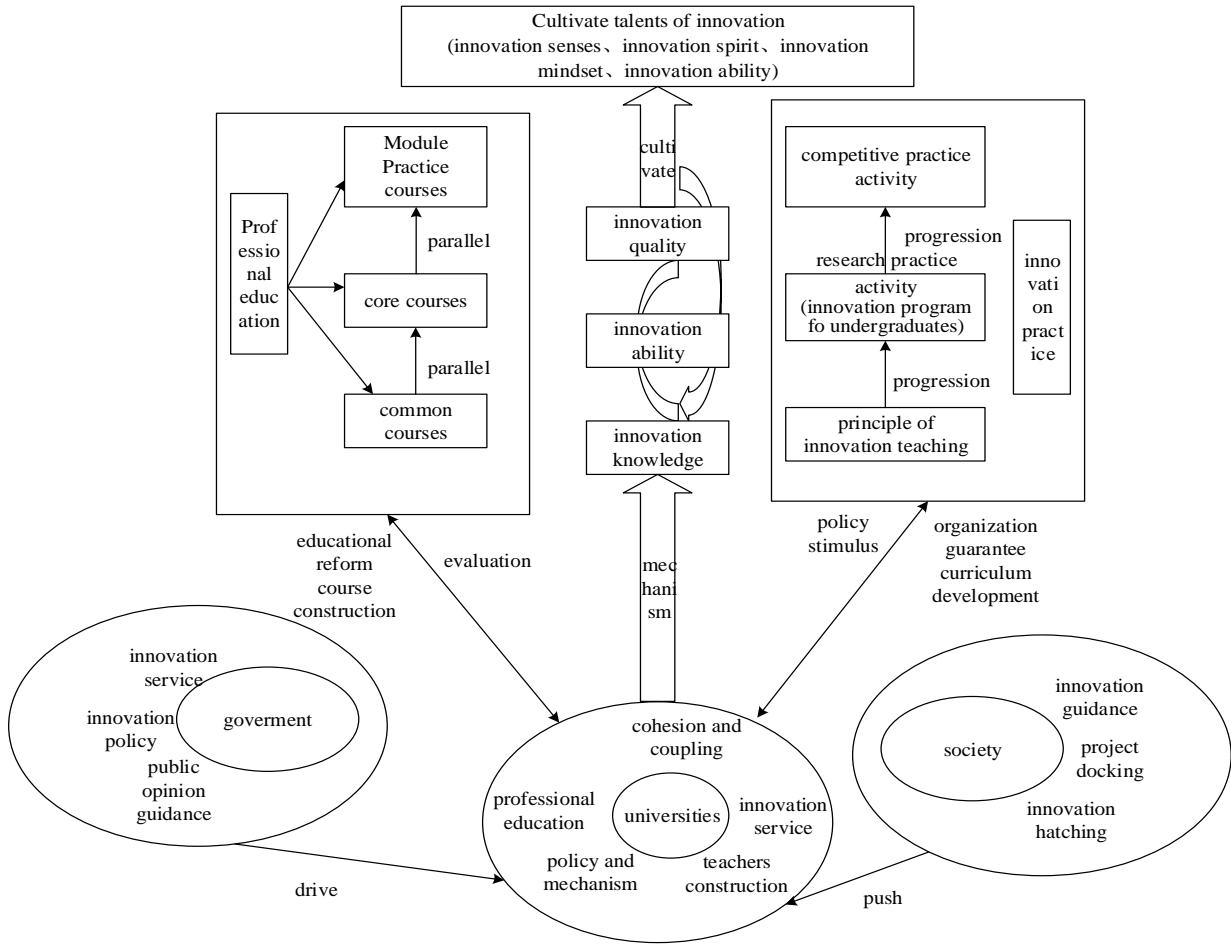 Cultivate talents of innovation
(innovation senses、innovation spirit、innovation
mindset、innovation ability)
Module
Practice
courses
Prof
essio
nal
educ
ation
parallel
core courses
parallel
common
courses
culti
vate
innovation
quality
innovation
ability
innovation
knowledge
mec
hani
sm
competitive practice
activity
progression
research practice
activity
(innovation program
fo undergraduates)
progression
principle of
innovation teaching
inno
vati
on
pract
ice
educational
reform
course
construction
evaluation
policy
stimulus
organization
guarantee
curriculum
development
innovation
service
goverment
innovation
policy
public
opinion
guidance
drive
cohesion and
coupling
professional
education
universities
innovation
service
policy and
mechanism
teachers
construction
society
innovation
guidance
project
docking
innovation
hatching
push